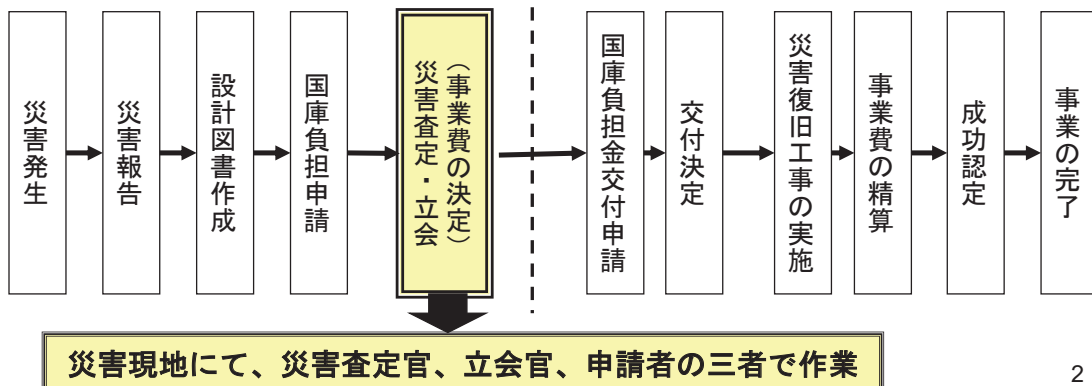 災害発生
災害報告
設計図書作成
国庫負担申請
災害査定・立会
（事業費の決定）
国庫負担金交付申請
交付決定
災害復旧工事の実施
事業費の精算
成功認定
事業の完了
災害現地にて、災害査定官、立会官、申請者の三者で作業
2